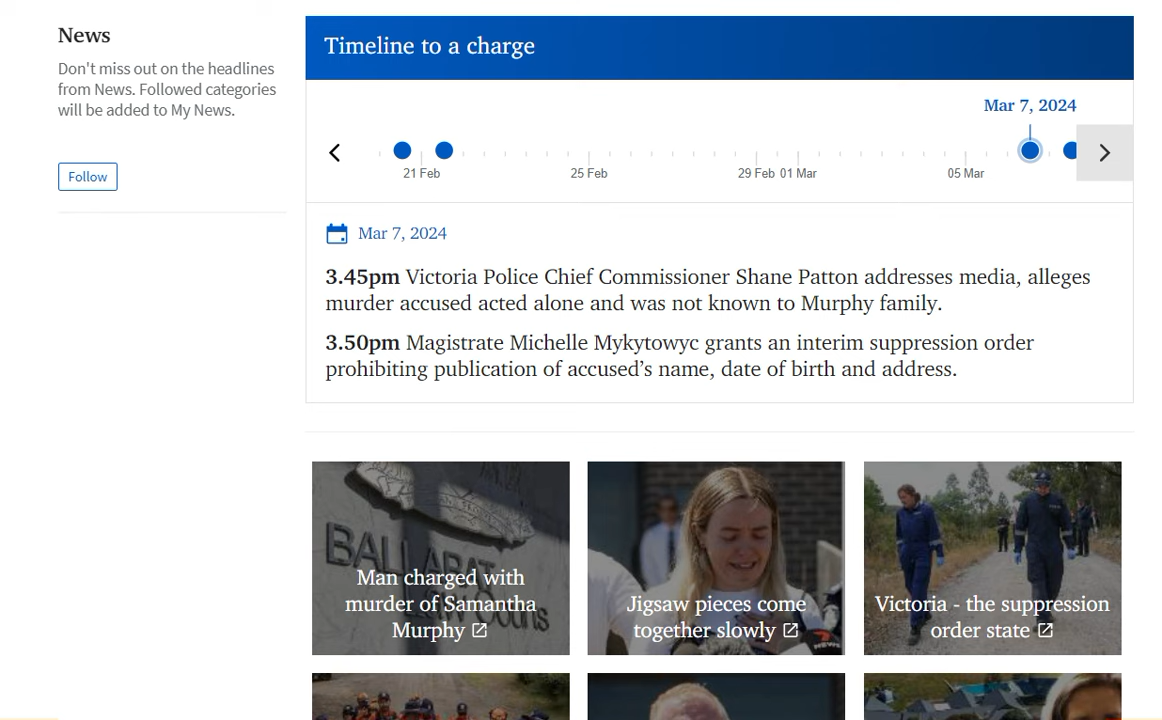 News
Don't miss out on the headlines
from News. Followed categories
will be added to My News.
Follow
Timeline to a charge
Mar 7, 2024
21 Feb
25 Feb
29 Feb
01 Mar
05 Mar
Mar 7, 2024
3.45pm Victoria Police Chief Commissioner Shane Patton addresses media, alleges
murder accused acted alone and was not known to Murphy family.
3.50pm Magistrate Michelle Mykytowyc grants an interim suppression order
prohibiting publication of accused’s name, date of birth and address.
BALLARAT
Man charged with
murder of Samantha
Murphy
Jigsaw pieces come
together slowly
7
NEWS
Victoria - the suppression
order state